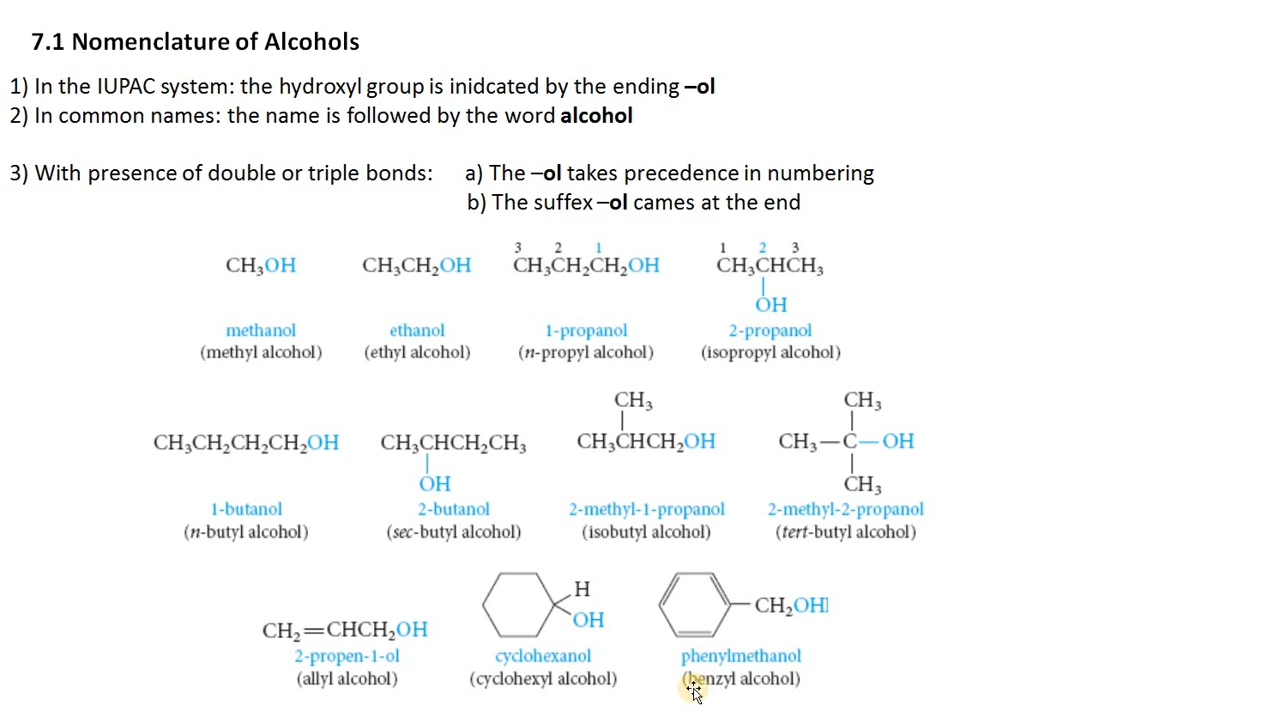 7.1 Nomenclature of Alcohols
1) In the IUPAC system: the hydroxyl group is inidcated by the ending –ol
2) In common names: the name is followed by the word alcohol
3) With presence of double or triple bonds: a) The –ol takes precedence in numbering
b) The suffex –ol cames at the end
3 2 1 1 2 3
CH₃OH CH₃CH₂OH CH₃CH₂CH₂OH CH₃CHCH₃
OH
methanol ethanol 1-propanol 2-propanol
(methyl alcohol) (ethyl alcohol) (n-propyl alcohol) (isopropyl alcohol)
CH₃ CH₃
CH₃CH₂CH₂CH₂OH CH₃CHCH₂CH₃ CH₃CHCH₂OH CH₃—C—OH
OH CH₃
1-butanol 2-butanol 2-methyl-1-propanol 2-methyl-2-propanol
(n-butyl alcohol) (sec-butyl alcohol) (isobutyl alcohol) (tert-butyl alcohol)
H
CH₂OH
OH
CH₂=CHCH₂OH
2-propen-1-ol cyclohexanol phenylmethanol
(allyl alcohol) (cyclohexyl alcohol) (benzyl alcohol)